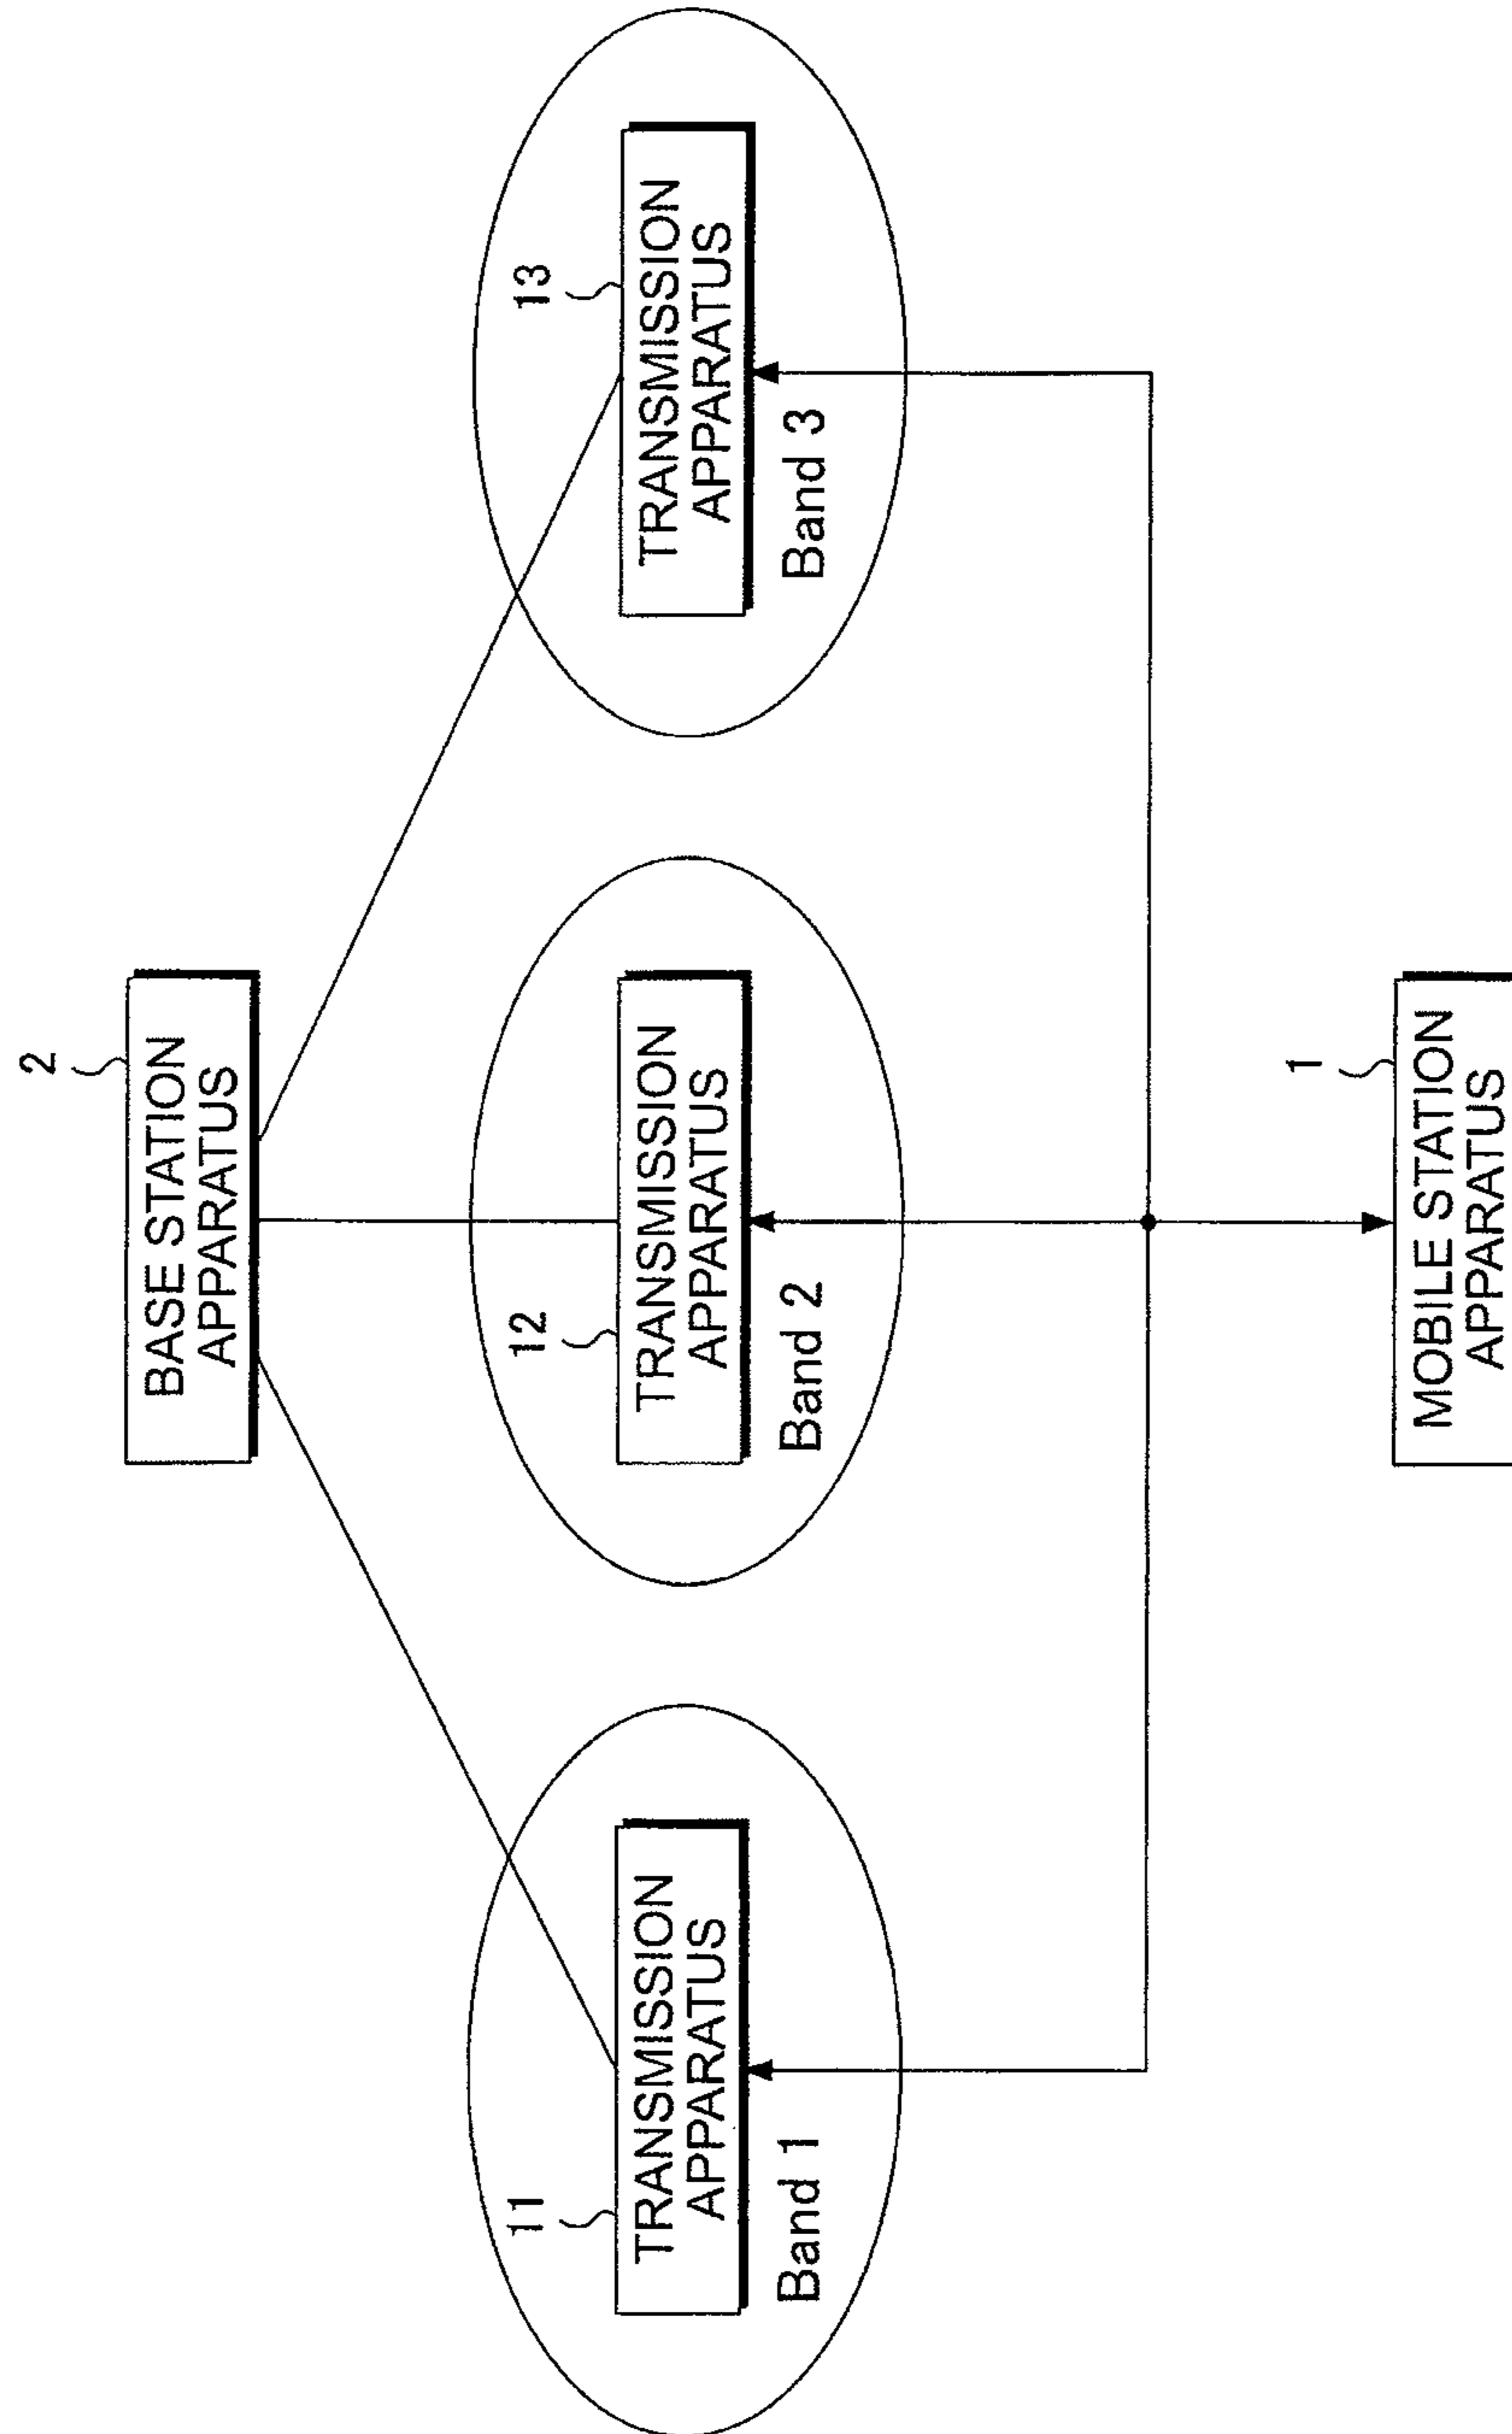 2
BASE STATION
APPARATUS
11
TRANSMISSION
APPARATUS
Band 1
12
TRANSMISSION
APPARATUS
Band 2
13
TRANSMISSION
APPARATUS
Band 3
1
MOBILE STATION
APPARATUS